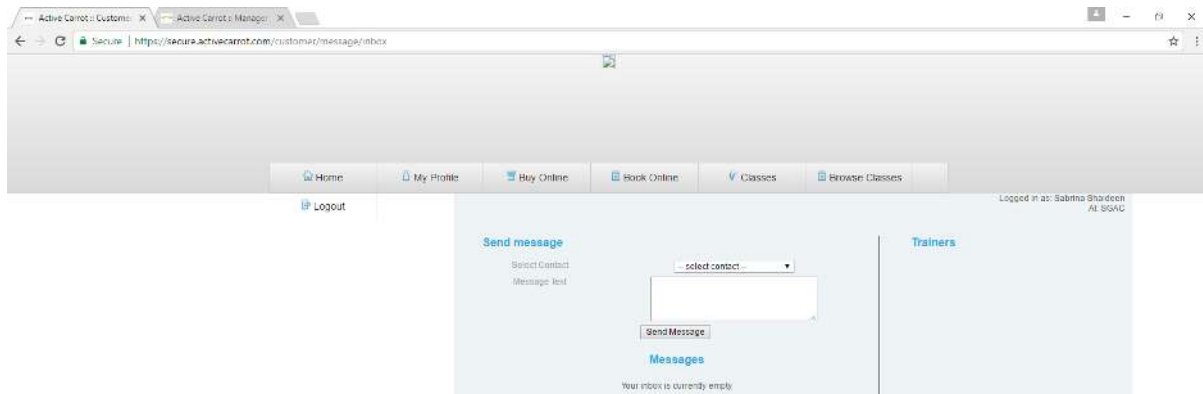 Active Carrot :: Custome
Active Carrot :: Manager
Secure | https://secure.activecarrot.com/customer/message/inbox
Home My Profile Buy Online Book Online Classes Browse Classes
Logout
Logged in as: Sabrina Shardeen
At: SGAC
Send message
Trainers
Select Contact
-- select contact --
Message text
Send Message
Messages
Your inbox is currently empty